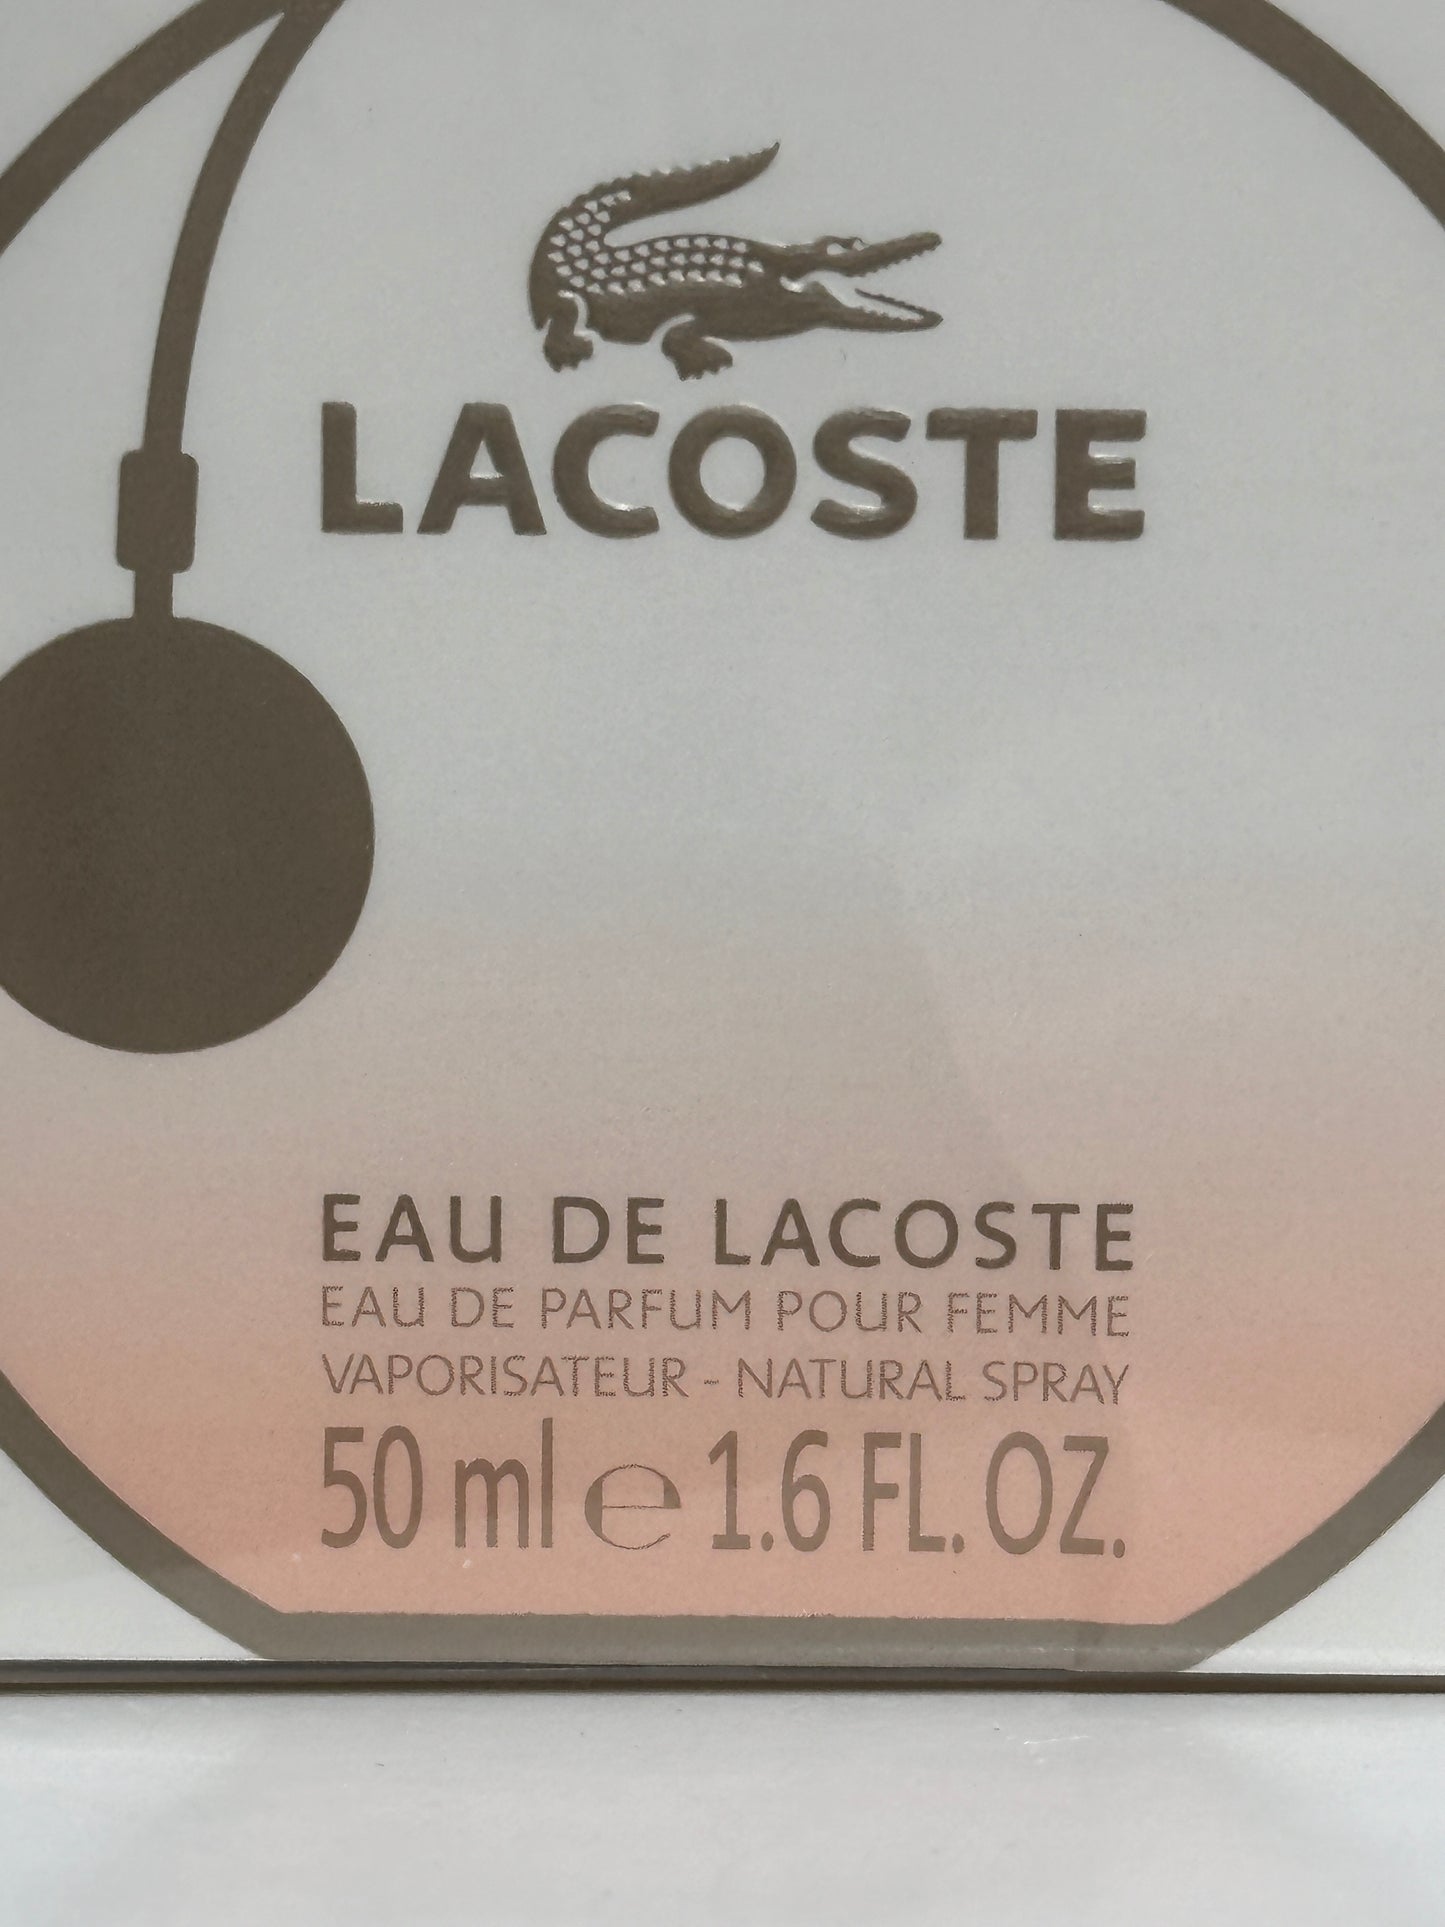 LACOSTE
EAU DE LACOSTE
EAU DE PARFUM POUR FEMME
VAPORISATEUR - NATURAL SPRAY
50 ml ℮ 1.6 FL. OZ.